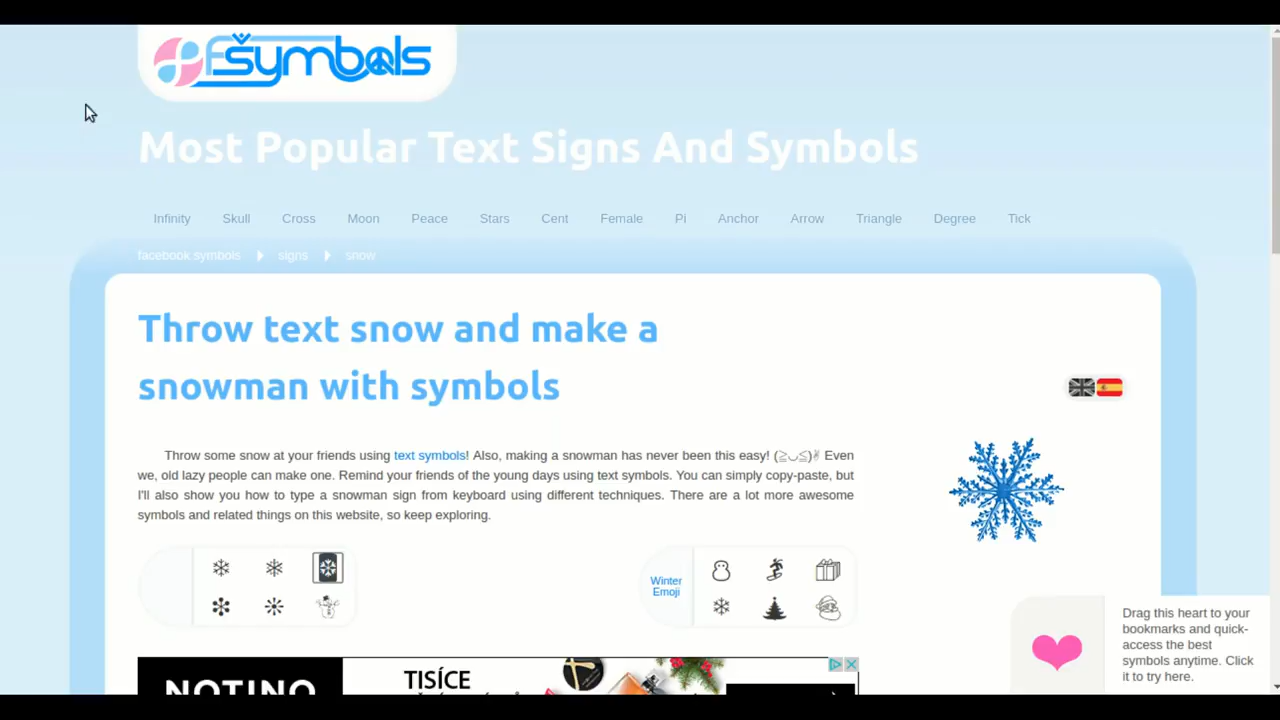 fšymbols
Most Popular Text Signs And Symbols
Infinity Skull Cross Moon Peace Stars Cent Female Pi Anchor Arrow Triangle Degree Tick
facebook symbols signs snow
Throw text snow and make a
snowman with symbols
Throw some snow at your friends using text symbols! Also, making a snowman has never been this easy! (≧◡≦)✌ Even
we, old lazy people can make one. Remind your friends of the young days using text symbols. You can simply copy-paste, but
I'll also show you how to type a snowman sign from keyboard using different techniques. There are a lot more awesome
symbols and related things on this website, so keep exploring.
Winter
Emoji
Drag this heart to your
bookmarks and quick-
access the best
symbols anytime. Click
it to try here.
NOTINO
TISÍCE